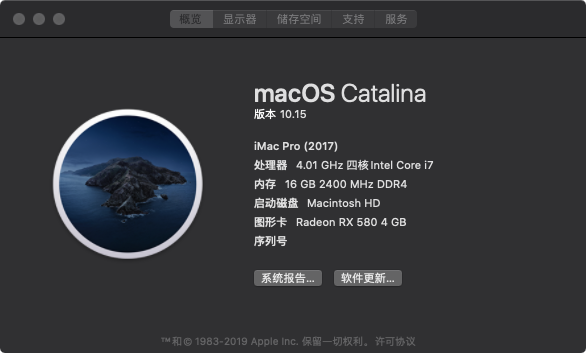 概览 显示器 储存空间 支持 服务
macOS Catalina
版本 10.15
iMac Pro (2017)
处理器 4.01 GHz 四核Intel Core i7
内存 16 GB 2400 MHz DDR4
启动磁盘 Macintosh HD
图形卡 Radeon RX 580 4 GB
序列号
系统报告... 软件更新...
™和© 1983-2019 Apple Inc. 保留一切权利。许可协议